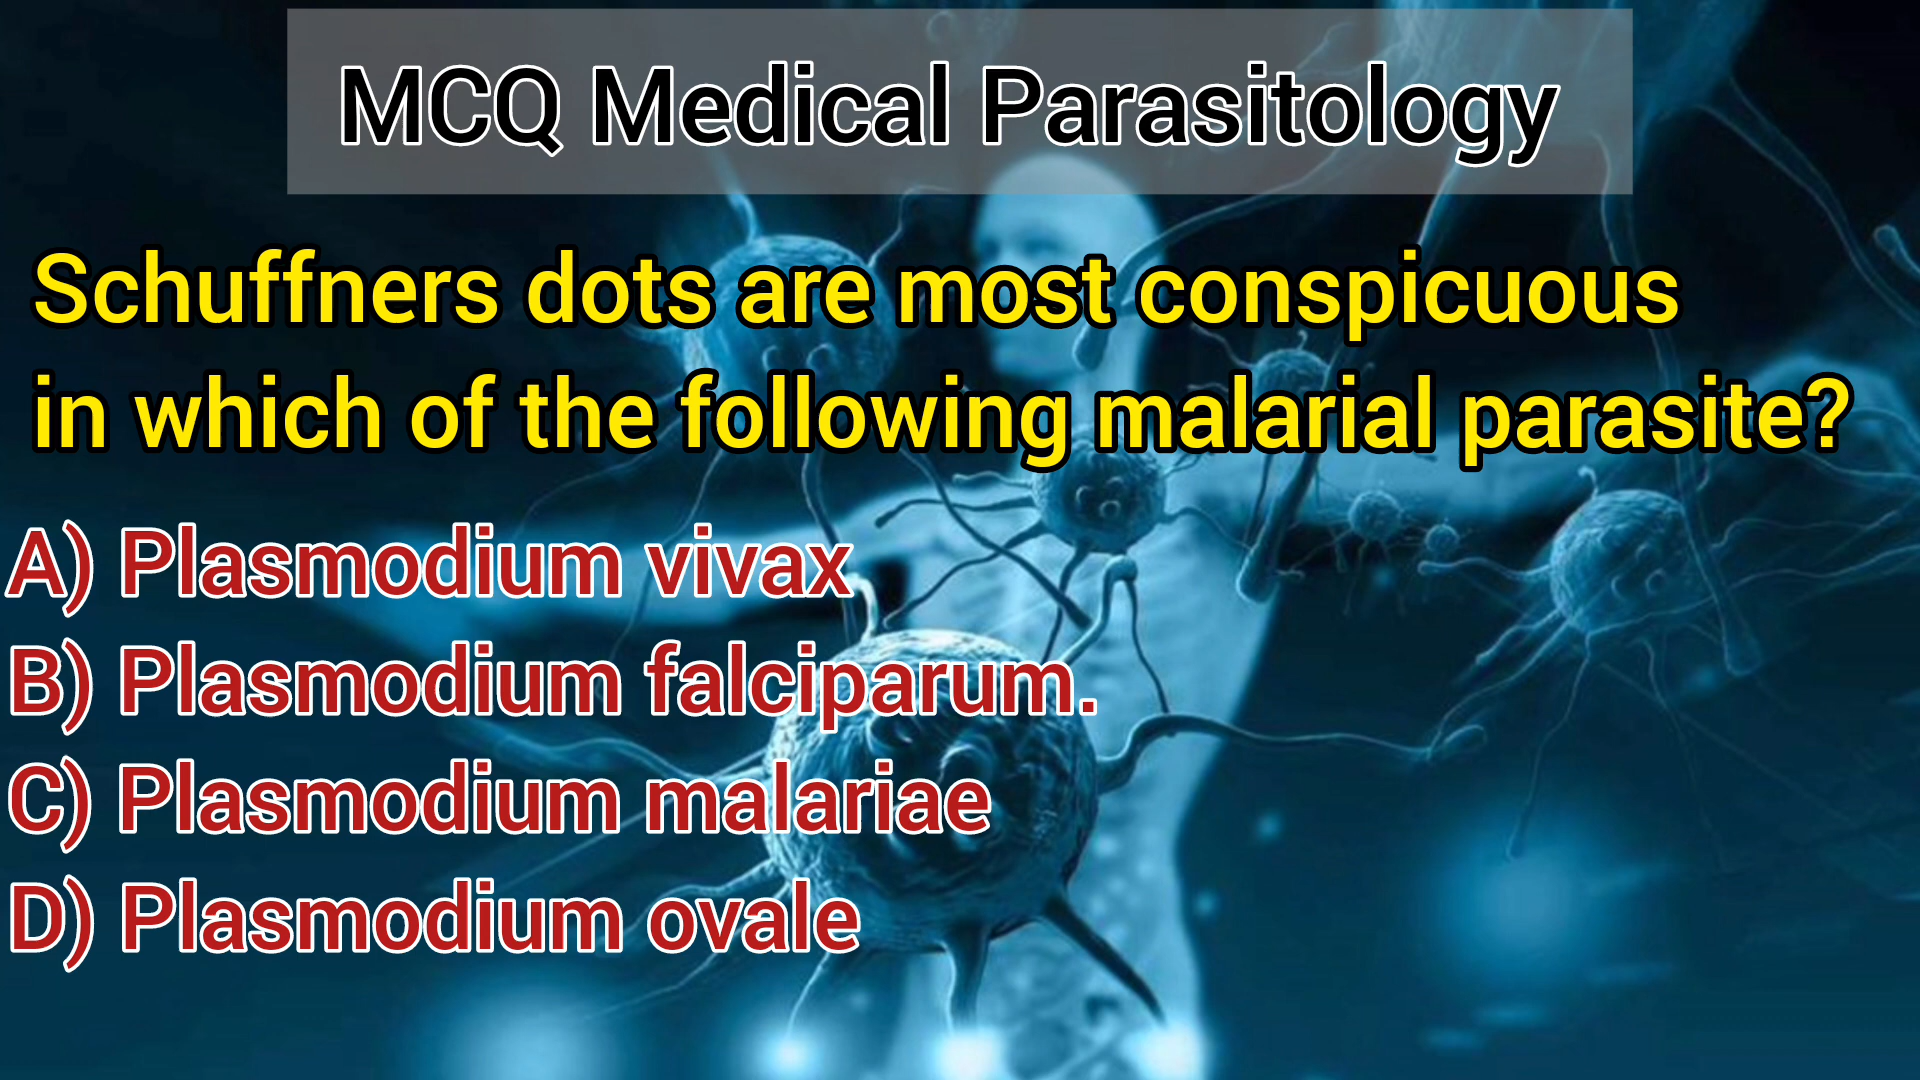 MCQ Medical Parasitology
Schuffners dots are most conspicuous
in which of the following malarial parasite?
A) Plasmodium vivax
B) Plasmodium falciparum.
C) Plasmodium malariae
D) Plasmodium ovale